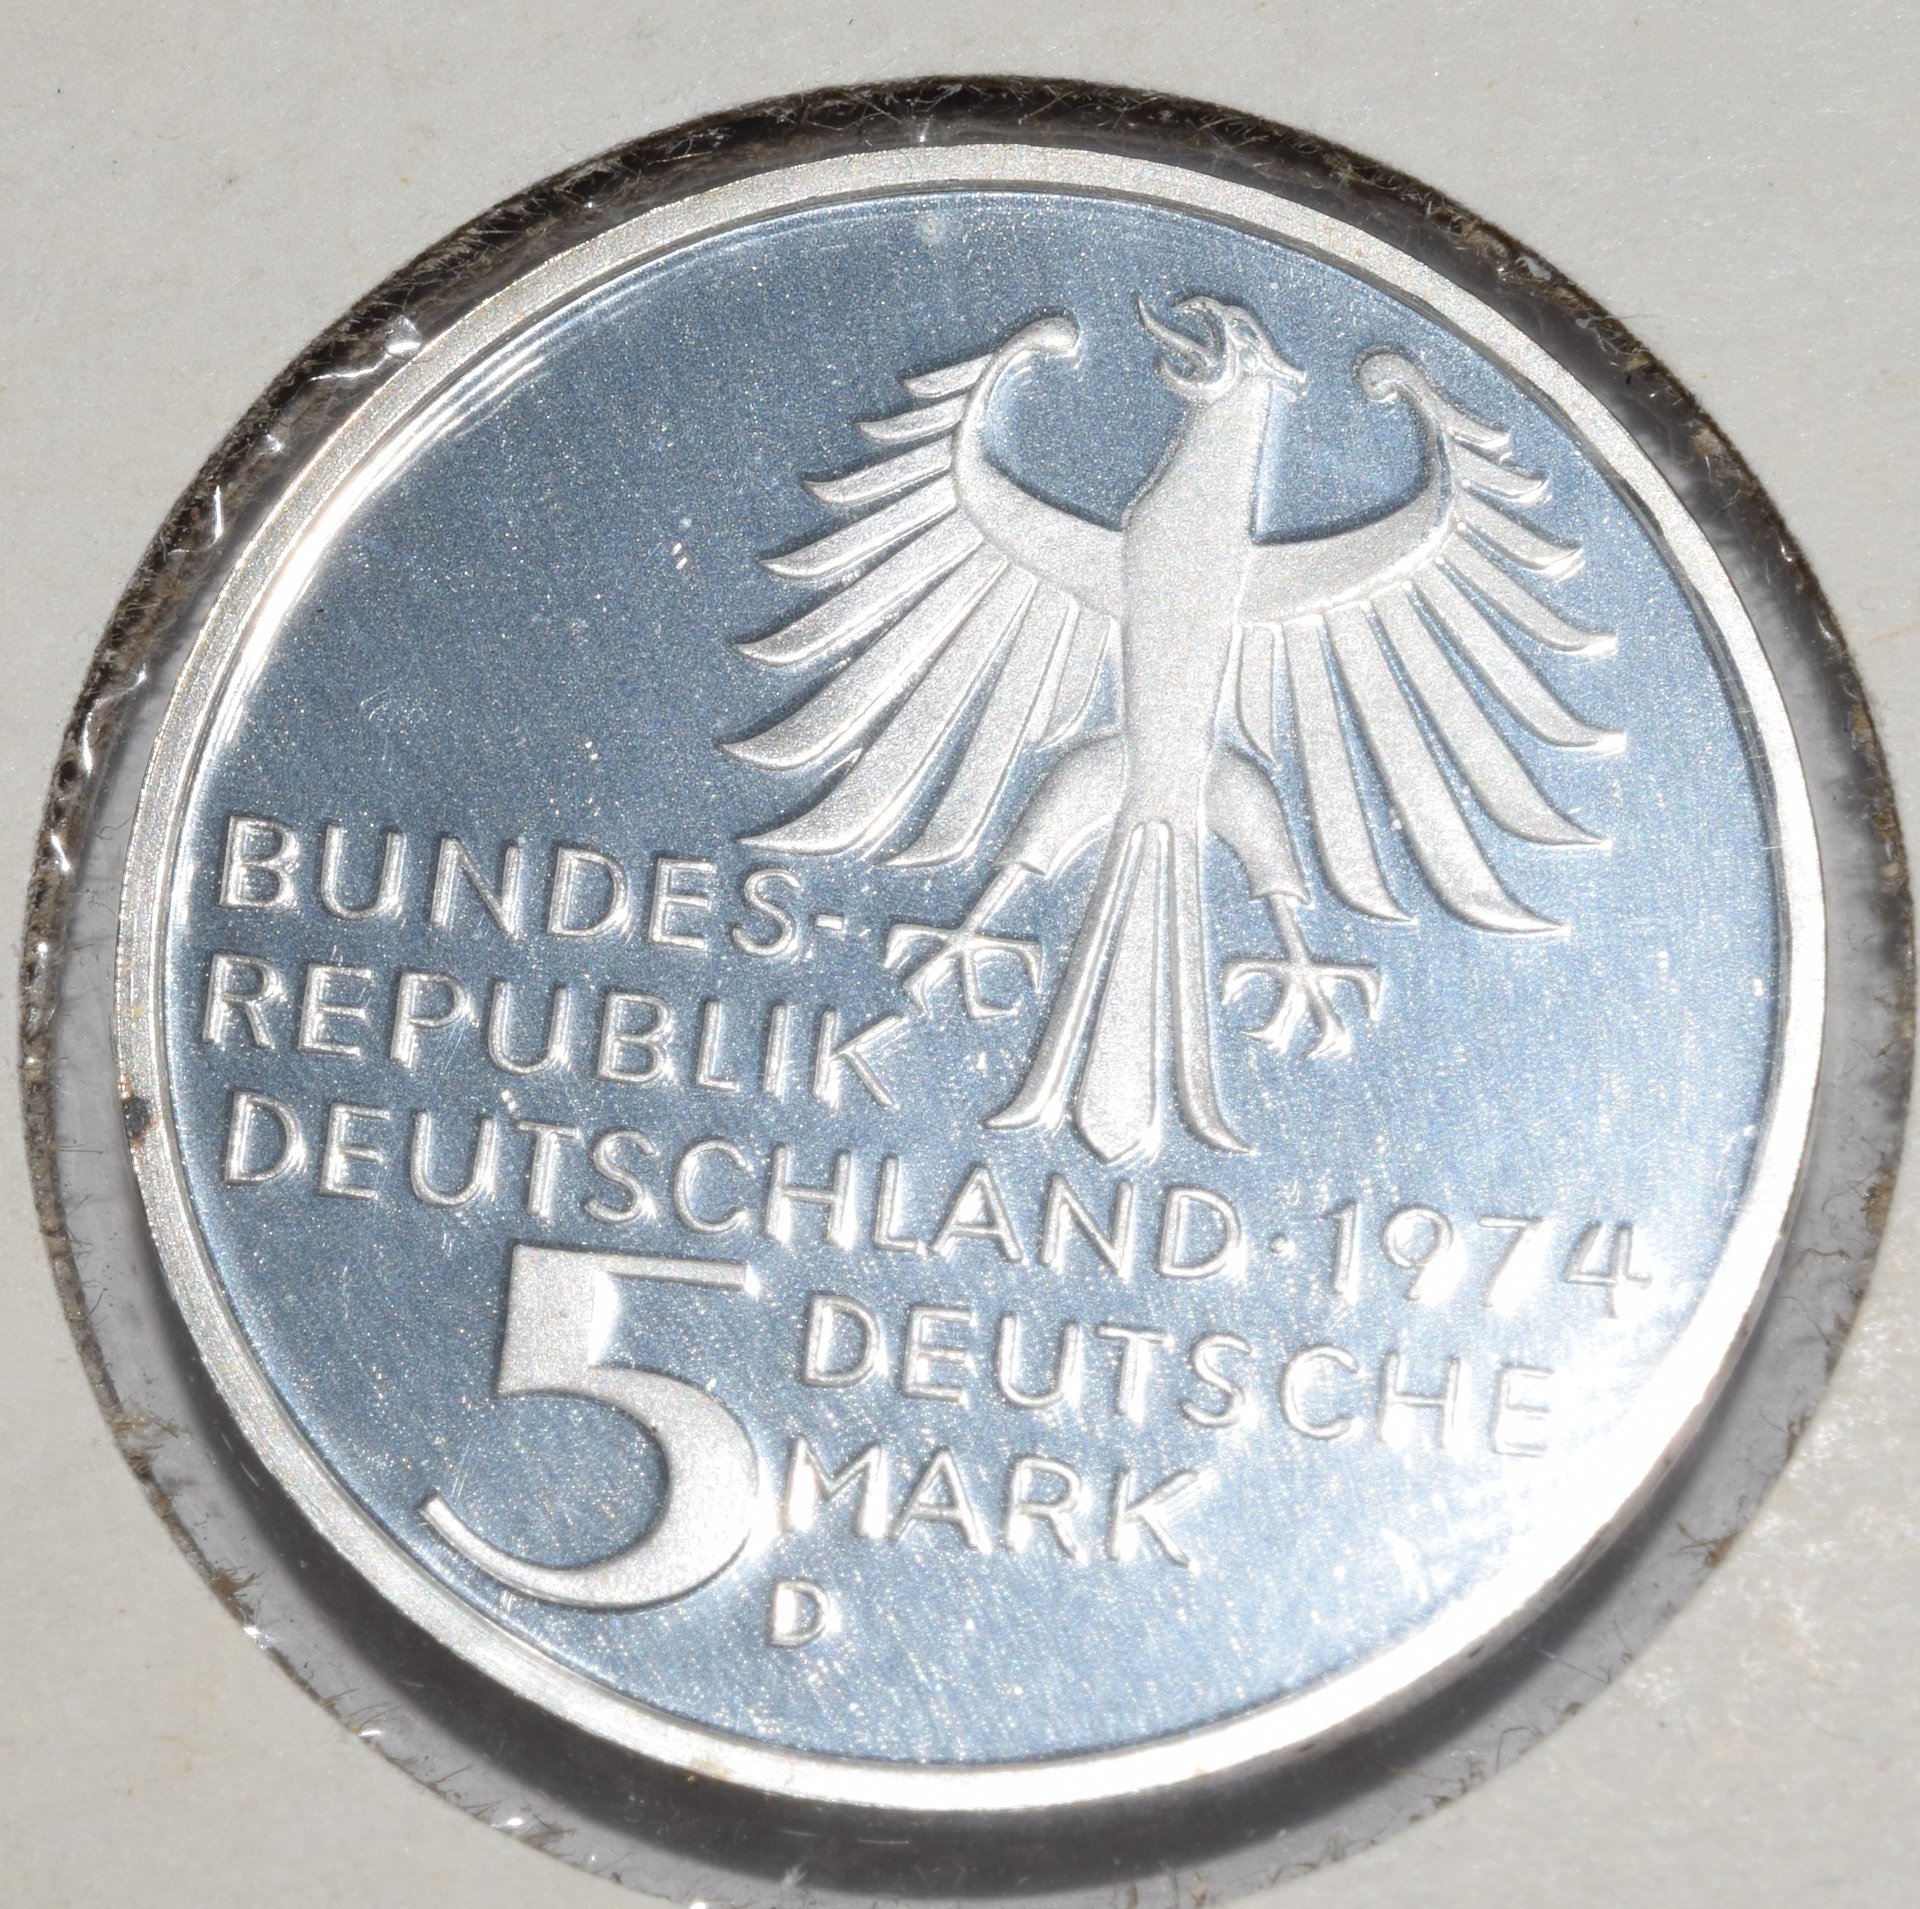 BUNDES-
REPUBLIK
DEUTSCHLAND · 1974
5 DEUTSCHE
MARK
D